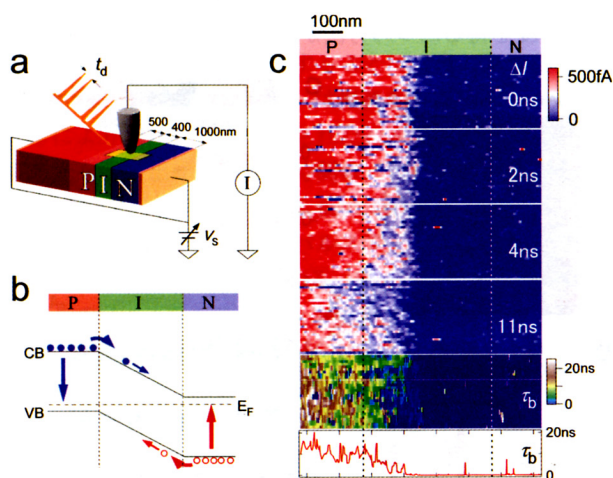 a
t_d
500
400
1000nm
P I N
I
V_S
b
P I N
CB
VB
E_F
100nm
c
P I N
ΔI
500fA
0
0ns
2ns
4ns
11ns
20ns
0
τ_b
20ns
τ_b
0